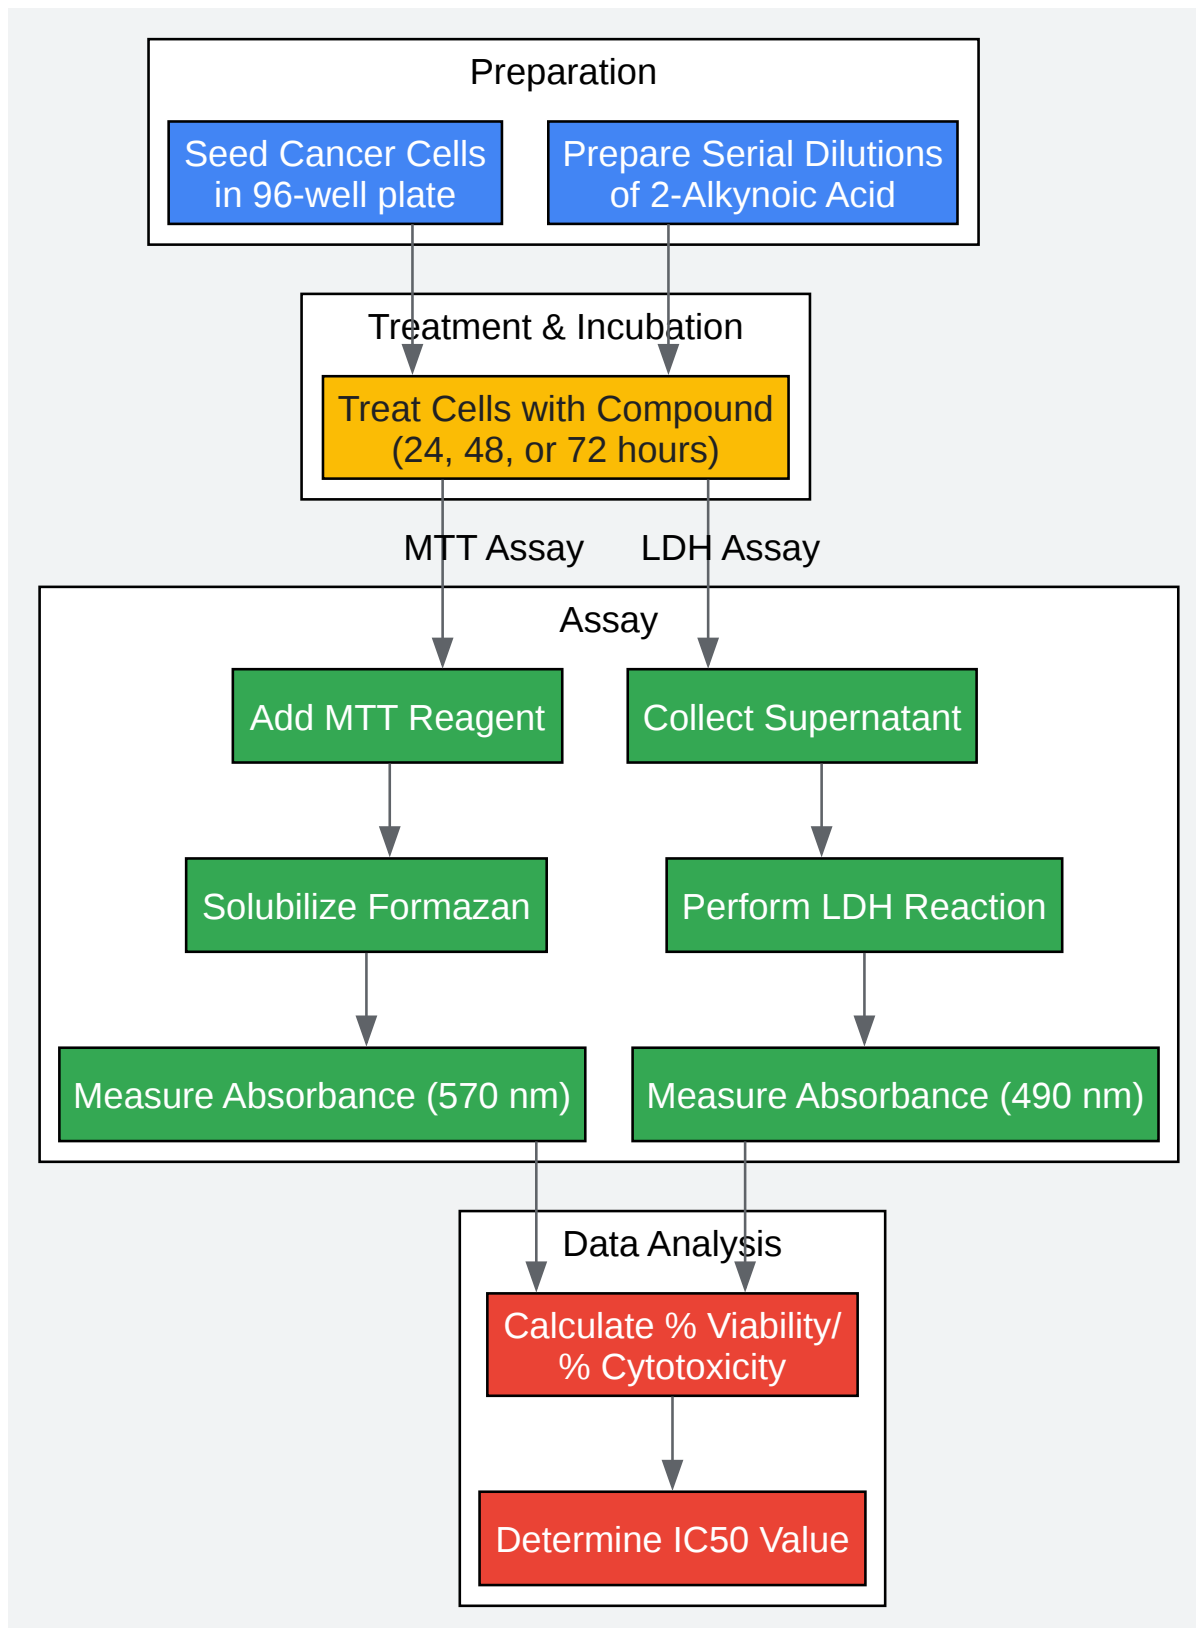 Preparation
Seed Cancer Cells
in 96-well plate
Prepare Serial Dilutions
of 2-Alkynoic Acid
Treatment & Incubation
Treat Cells with Compound
(24, 48, or 72 hours)
MTT Assay
LDH Assay
Assay
Add MTT Reagent
Collect Supernatant
Solubilize Formazan
Perform LDH Reaction
Measure Absorbance (570 nm)
Measure Absorbance (490 nm)
Data Analysis
Calculate % Viability/
% Cytotoxicity
Determine IC50 Value